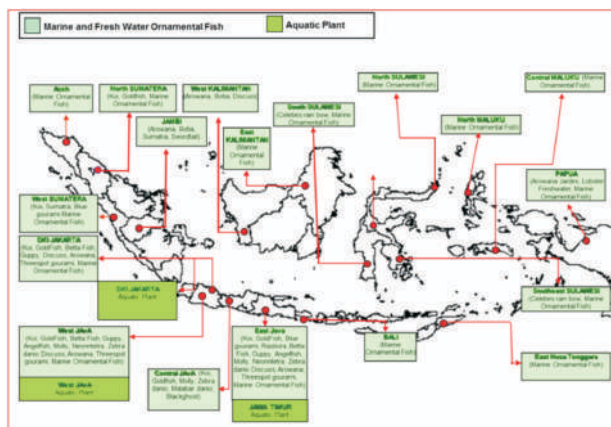 Marine and Fresh Water Ornamental Fish
Aquatic Plant
Aceh
(Marine Ornamental
Fish)
North SUMATERA
(Koi, Goldfish, Marine
Ornamental Fish)
West KALIMANTAN
(Arowana, Botia, Discus)
JAMBI
(Arowana, Botia,
Sumatra, Swordtail)
East
KALIMANTAN
(Marine
Ornamental
Fish)
South SULAWESI
(Celebes rain bow, Marine
Ornamental Fish)
North SULAWESI
(Marine Ornamental Fish)
North MALUKU
(Marine Ornamental Fish)
Central MALUKU (Marine
Ornamental Fish)
PAPUA
(Arowana Jardini, Lobster
Freshwater, Marine
Ornamental Fish)
West SUMATERA
(Koi, Sumatra, Blue
gourami Marine
Ornamental Fish)
DKI JAKARTA
(Koi, GoldFish, Betta Fish,
Guppy, Discuss, Arowana,
Threespot gourami, Marine
Ornamental Fish)
DKI JAKARTA
Aquatic Plant
West JAVA
(Koi, GoldFish, Betta Fish, Guppy,
Angelfish, Molly, Neontetra, Zebra
danio, Discuss, Arowana, Threespot
gourami, Marine Ornamental Fish)
West JAVA
Aquatic Plant
Central JAVA (Koi,
Goldfish, Molly, Zebra
danio, Malabar danio,
Blackghost)
East Java
(Koi, GoldFish, Blue
gourami, Rasbora, Betta
Fish, Guppy, Angelfish,
Molly, Neontetra, Zebra
danio, Discuss, Arowana,
Threespot gourami,
Marine Ornamental Fish)
JAWA TIMUR
Aquatic Plant
BALI
(Marine
Ornamental Fish)
Southeast SULAWESI
(Celebes rain bow, Marine
Ornamental Fish)
East Nusa Tenggara
(Marine Ornamental Fish)